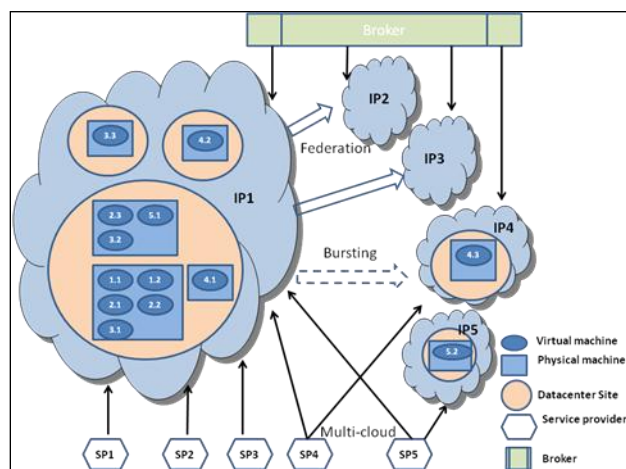 Broker
IP2
3.3
4.2
Federation
IP1
IP3
2.3
5.1
3.2
IP4
4.3
Bursting
1.1
1.2
4.1
2.1
2.2
3.1
IP5
5.2
Virtual machine
Physical machine
Datacenter Site
Service provider
Multi-cloud
SP1
SP2
SP3
SP4
SP5
Broker